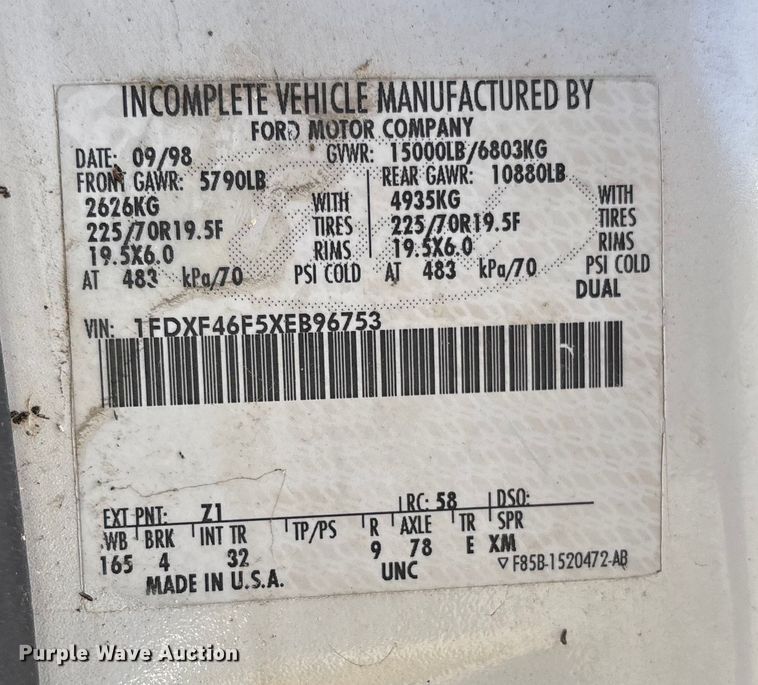 INCOMPLETE VEHICLE MANUFACTURED BY
FORD MOTOR COMPANY
DATE: 09/98 GVWR: 15000LB/6803KG
FRONT GAWR: 5790LB REAR GAWR: 10880LB
2626KG WITH 4935KG WITH
225/70R19.5F TIRES 225/70R19.5F TIRES
19.5X6.0 RIMS 19.5X6.0 RIMS
AT 483 kPa/70 PSI COLD AT 483 kPa/70 PSI COLD
DUAL
VIN: 1FDXF46F5XEB96753
EXT PNT: Z1 RC: 58 DSO:
WB BRK INT TR TP/PS R AXLE TR SPR
165 4 32 9 78 E XM
MADE IN U.S.A. UNC ▽F85B-1520472-AB
Purple Wave Auction